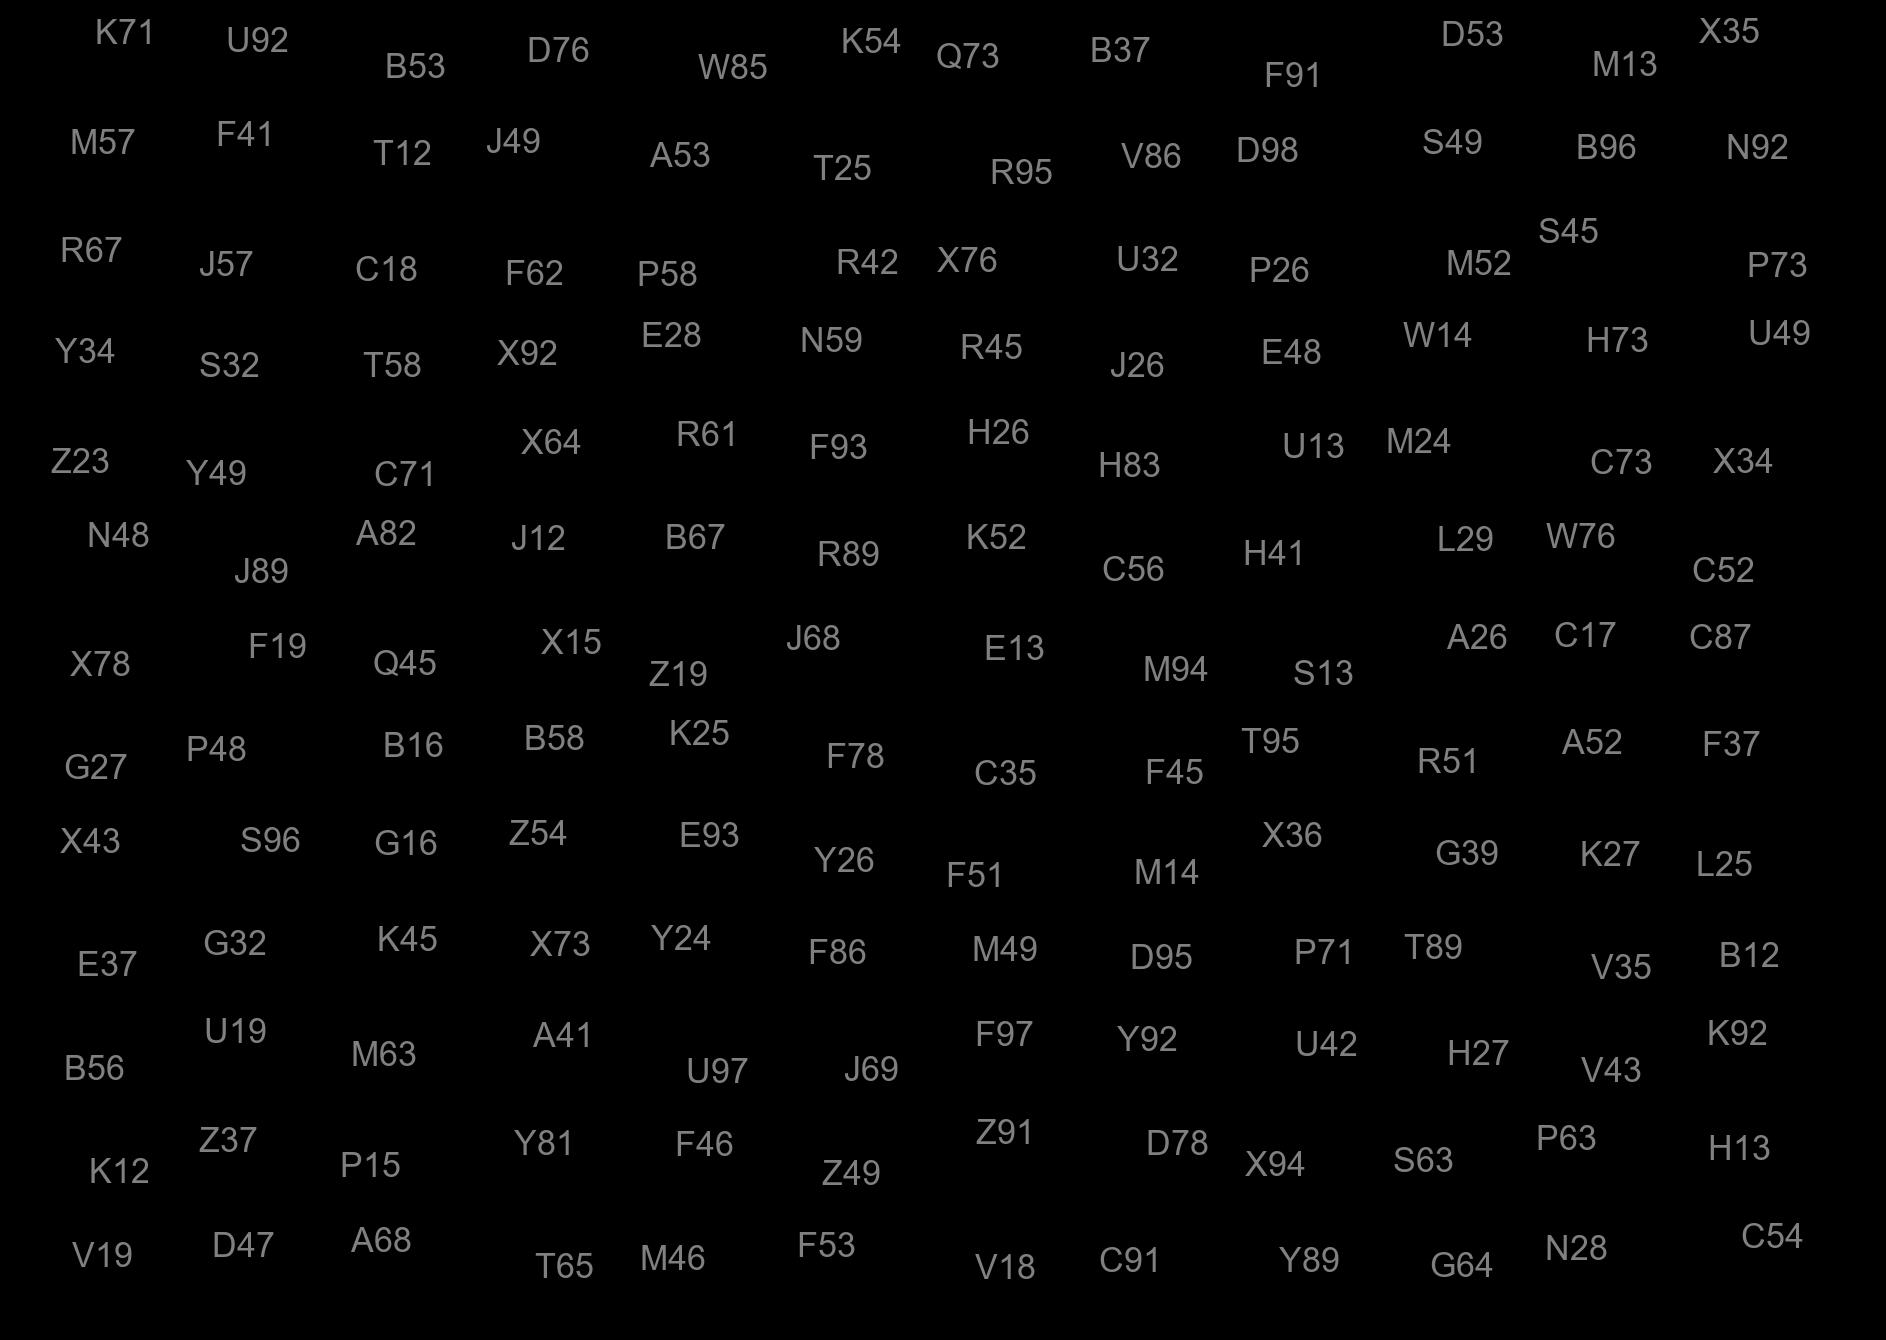 K71 U92 B53 D76 W85 K54 Q73 B37 F91 D53 M13 X35
M57 F41 T12 J49 A53 T25 R95 V86 D98 S49 B96 N92
R67 J57 C18 F62 P58 R42 X76 U32 P26 M52 S45 P73
Y34 S32 T58 X92 E28 N59 R45 J26 E48 W14 H73 U49
Z23 Y49 C71 X64 R61 F93 H26 H83 U13 M24 C73 X34
N48 J89 A82 J12 B67 R89 K52 C56 H41 L29 W76 C52
X78 F19 Q45 X15 Z19 J68 E13 M94 S13 A26 C17 C87
G27 P48 B16 B58 K25 F78 C35 F45 T95 R51 A52 F37
X43 S96 G16 Z54 E93 Y26 F51 M14 X36 G39 K27 L25
E37 G32 K45 X73 Y24 F86 M49 D95 P71 T89 V35 B12
B56 U19 M63 A41 U97 J69 F97 Y92 U42 H27 V43 K92
K12 Z37 P15 Y81 F46 Z49 Z91 D78 X94 S63 P63 H13
V19 D47 A68 T65 M46 F53 V18 C91 Y89 G64 N28 C54